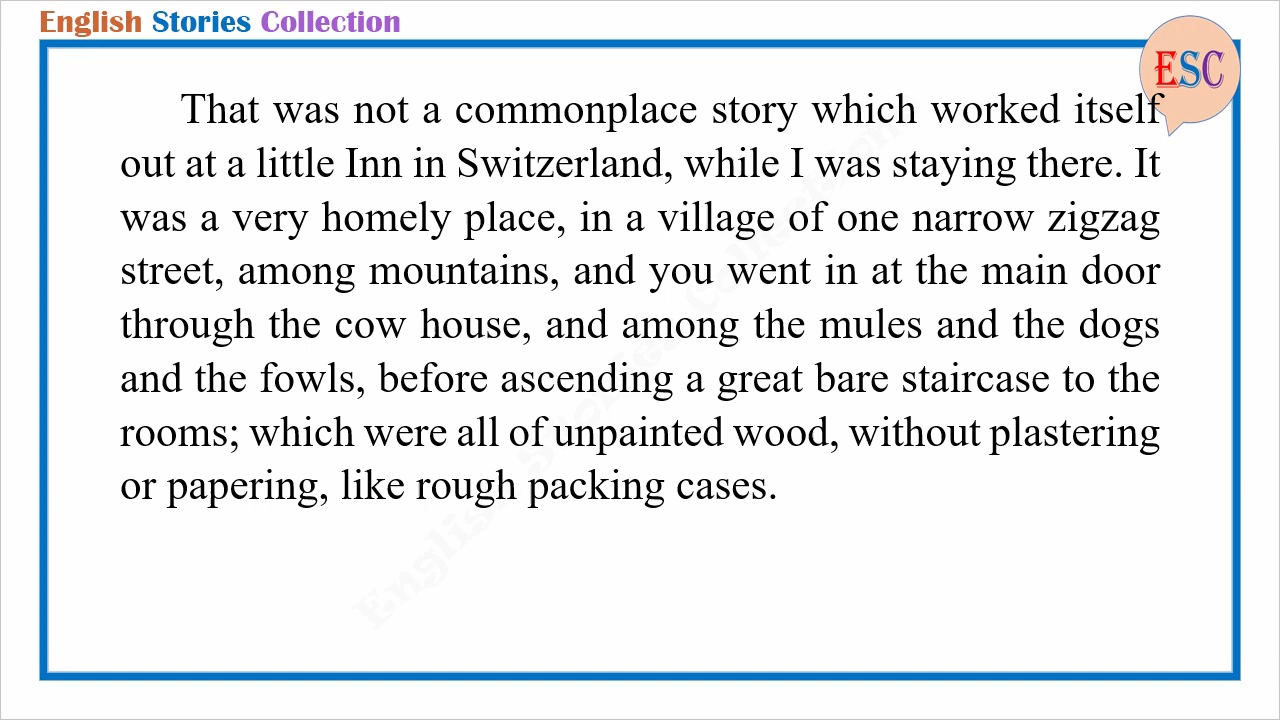 English Stories Collection
ESC
That was not a commonplace story which worked itself
out at a little Inn in Switzerland, while I was staying there. It
was a very homely place, in a village of one narrow zigzag
street, among mountains, and you went in at the main door
through the cow house, and among the mules and the dogs
and the fowls, before ascending a great bare staircase to the
rooms; which were all of unpainted wood, without plastering
or papering, like rough packing cases.
English Stories Collection